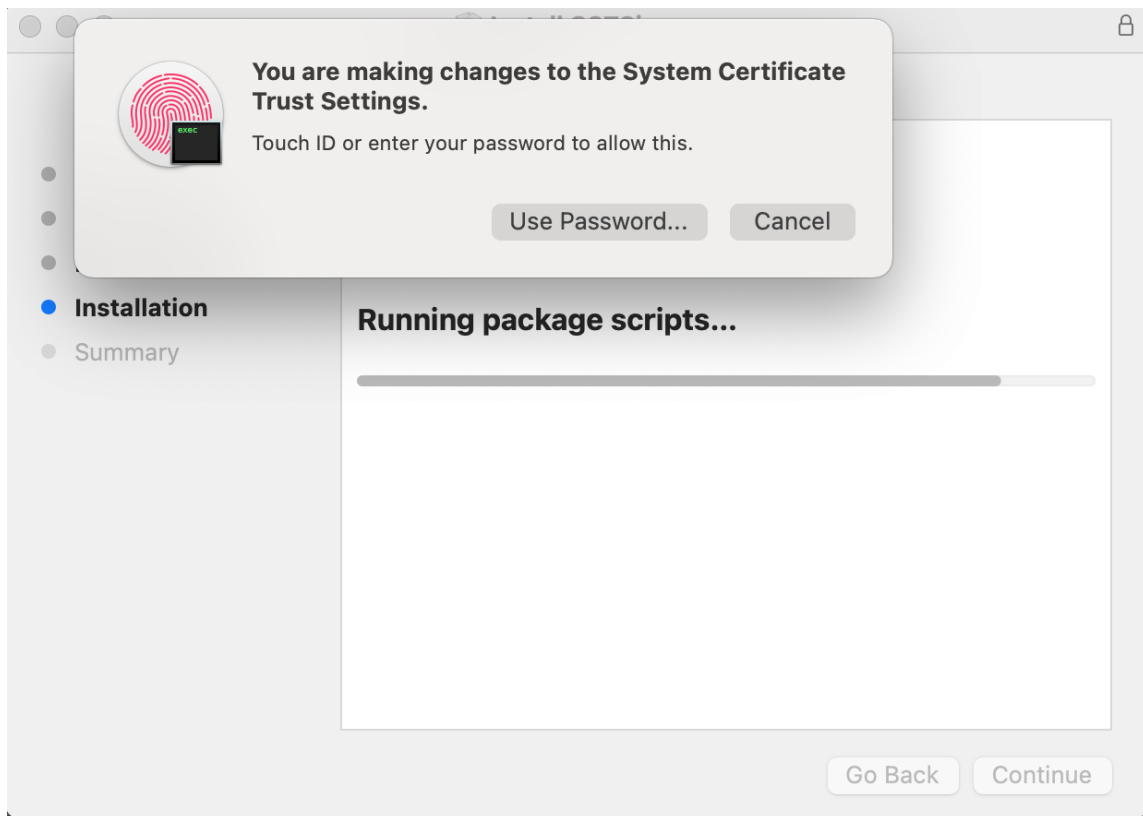 You are making changes to the System Certificate
Trust Settings.
exec
Touch ID or enter your password to allow this.
Use Password...
Cancel
Installation
Running package scripts...
Summary
Go Back
Continue